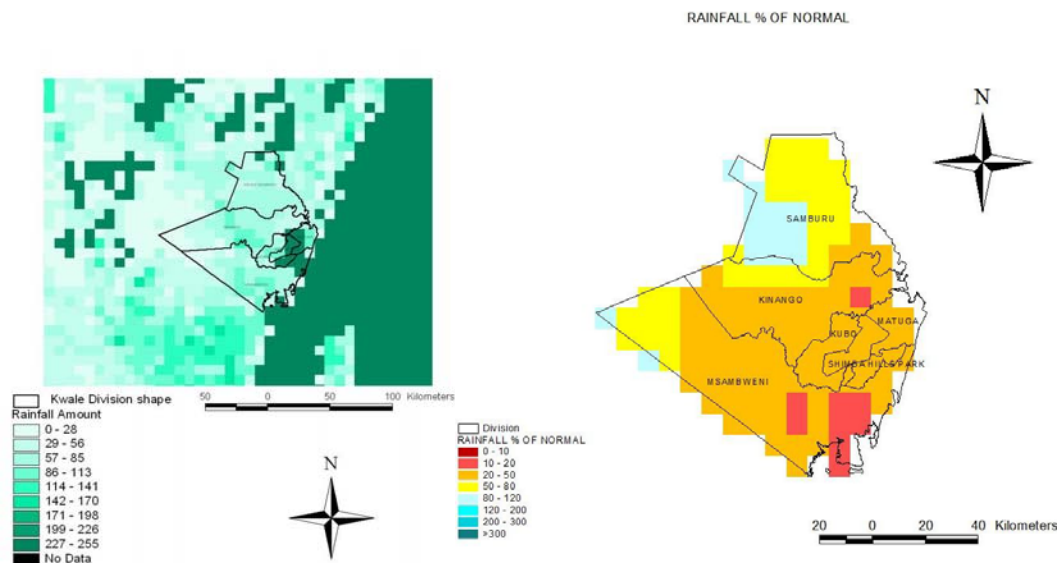 RAINFALL % OF NORMAL
N
SAMBURU
KINANGO
MATUGA
KUBO
SHIMBA HILLS PARK
MSAMBWENI
Kwale Division shape
50 0 50 100 Kilometers
Rainfall Amount
0 - 28
29 - 56
57 - 85
86 - 113
114 - 141
142 - 170
171 - 198
199 - 226
227 - 255
No Data
N
Division
RAINFALL % OF NORMAL
0 - 10
10 - 20
20 - 50
50 - 80
80 - 120
120 - 200
200 - 300
>300
20 0 20 40 Kilometers